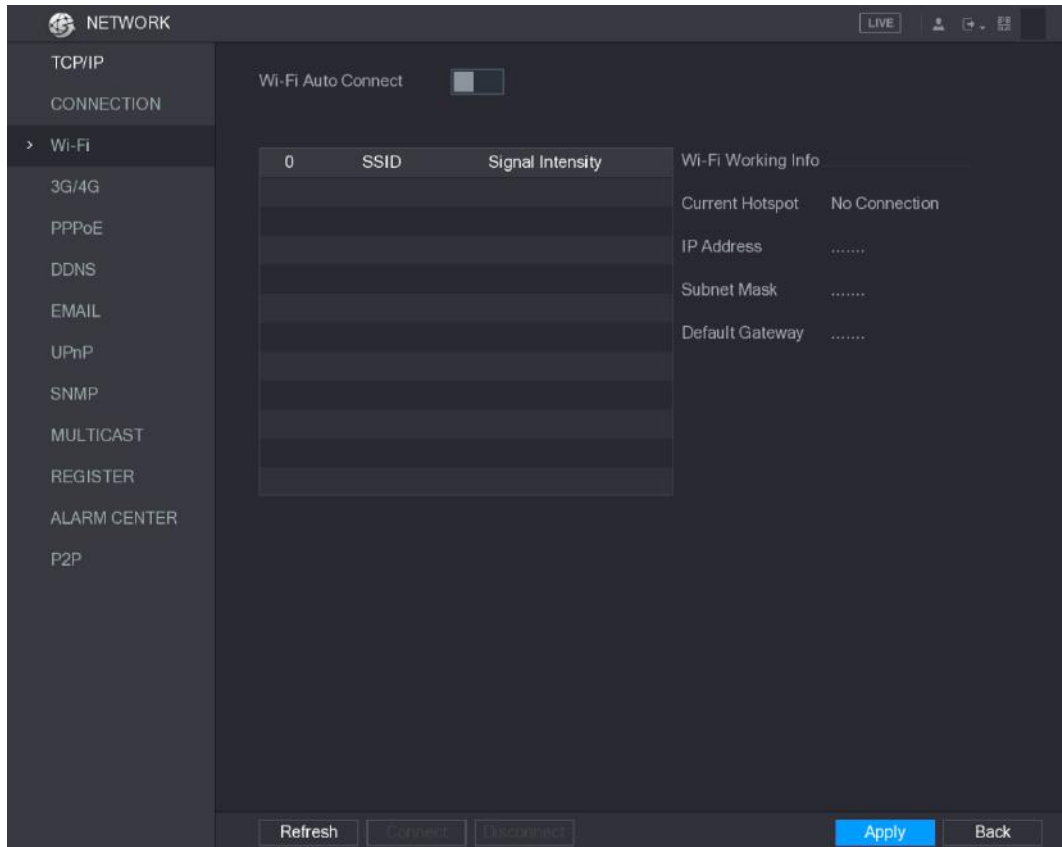 NETWORK
LIVE
TCP/IP
CONNECTION
Wi-Fi
3G/4G
PPPoE
DDNS
EMAIL
UPnP
SNMP
MULTICAST
REGISTER
ALARM CENTER
P2P
Wi-Fi Auto Connect
0 SSID Signal Intensity
Wi-Fi Working Info
Current Hotspot No Connection
IP Address .......
Subnet Mask .......
Default Gateway .......
Refresh Connect Disconnect Apply Back